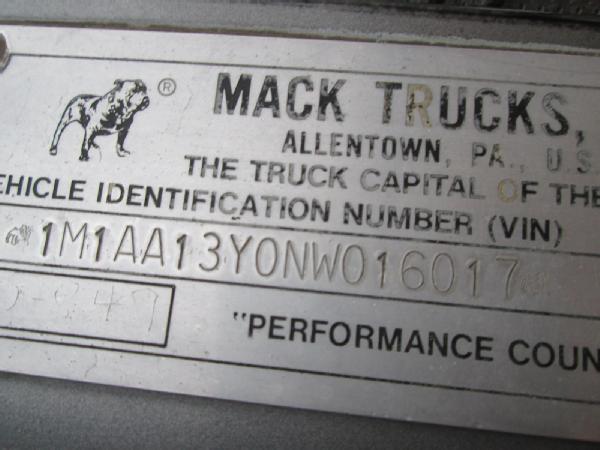 ®
MACK TRUCKS,
ALLENTOWN, PA., U.S.
THE TRUCK CAPITAL OF THE
EHICLE IDENTIFICATION NUMBER (VIN)
1M1AA13Y0NW016017
"PERFORMANCE COUN